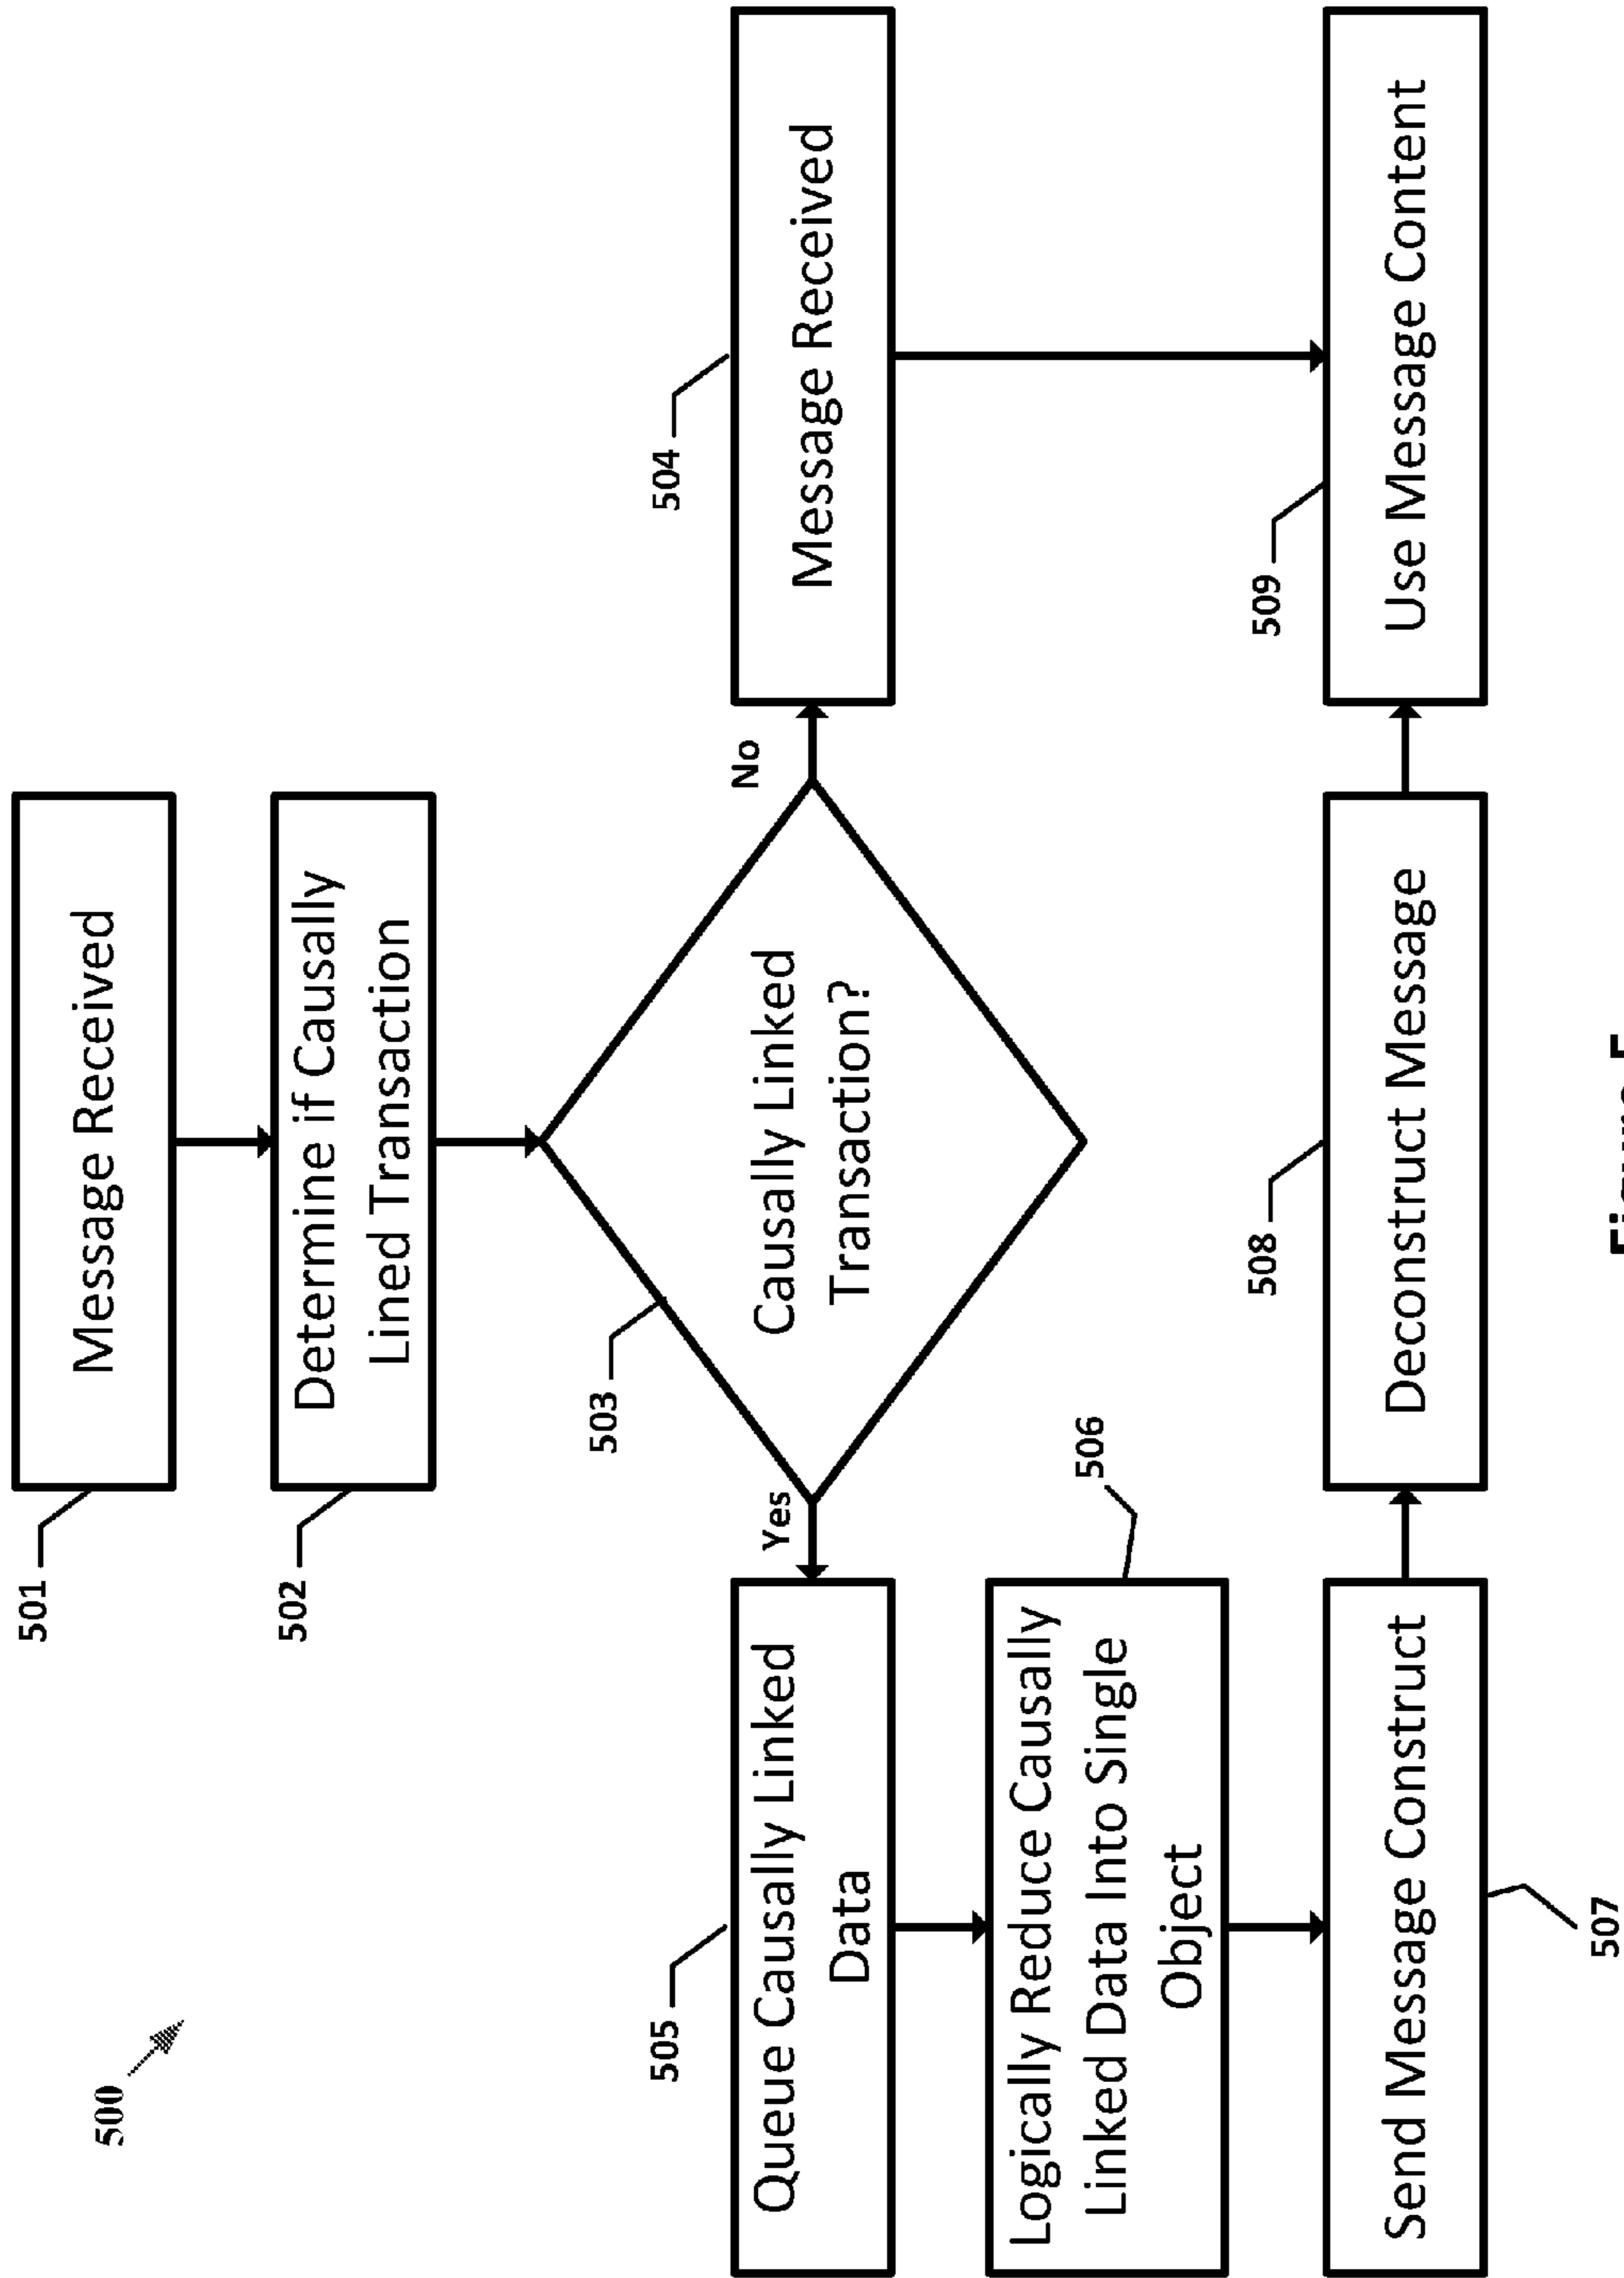 500
501
Message Received
502
Determine if Causally
Lined Transaction
503
Causally Linked
Transaction?
Yes
No
504
Message Received
505
Queue Causally Linked
Data
506
Logically Reduce Causally
Linked Data Into Single
Object
507
Send Message Construct
508
Deconstruct Message
509
Use Message Content